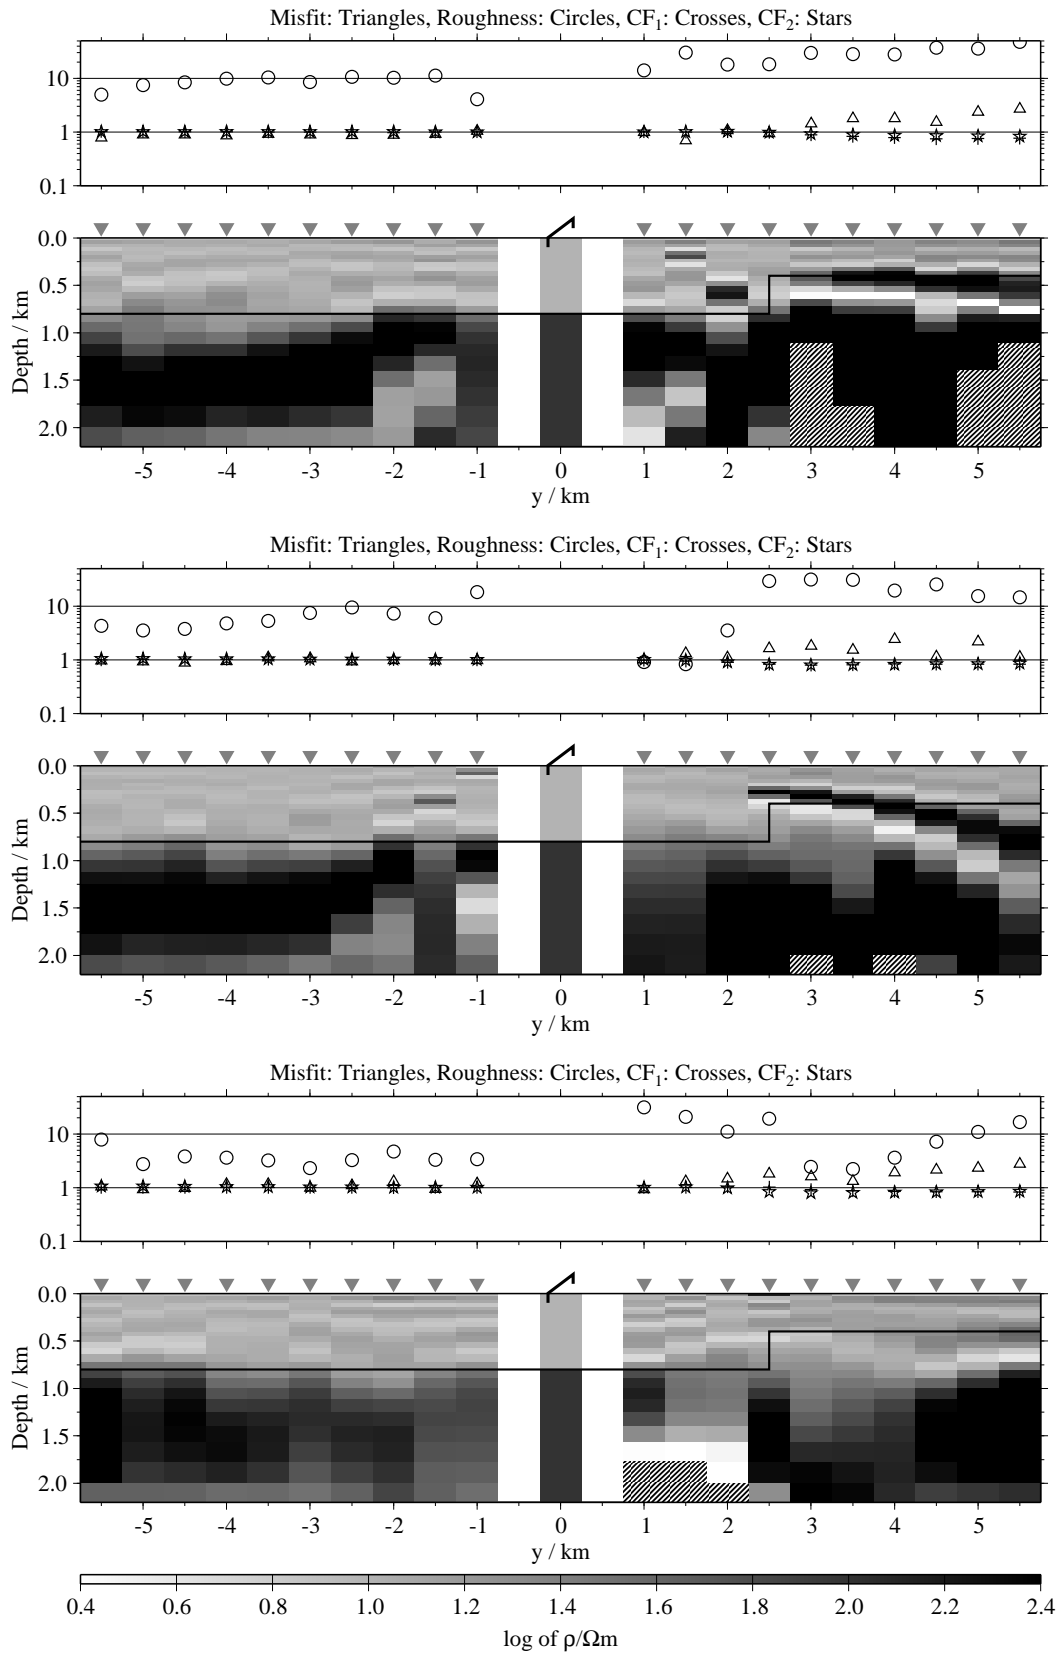 Misfit: Triangles, Roughness: Circles, CF₁: Crosses, CF₂: Stars
10
1
0.1
0.0
0.5
1.0
1.5
2.0
Depth / km
-5 -4 -3 -2 -1 0 1 2 3 4 5
y / km
Misfit: Triangles, Roughness: Circles, CF₁: Crosses, CF₂: Stars
10
1
0.1
0.0
0.5
1.0
1.5
2.0
Depth / km
-5 -4 -3 -2 -1 0 1 2 3 4 5
y / km
Misfit: Triangles, Roughness: Circles, CF₁: Crosses, CF₂: Stars
10
1
0.1
0.0
0.5
1.0
1.5
2.0
Depth / km
-5 -4 -3 -2 -1 0 1 2 3 4 5
y / km
0.4 0.6 0.8 1.0 1.2 1.4 1.6 1.8 2.0 2.2 2.4
log of ρ/Ωm